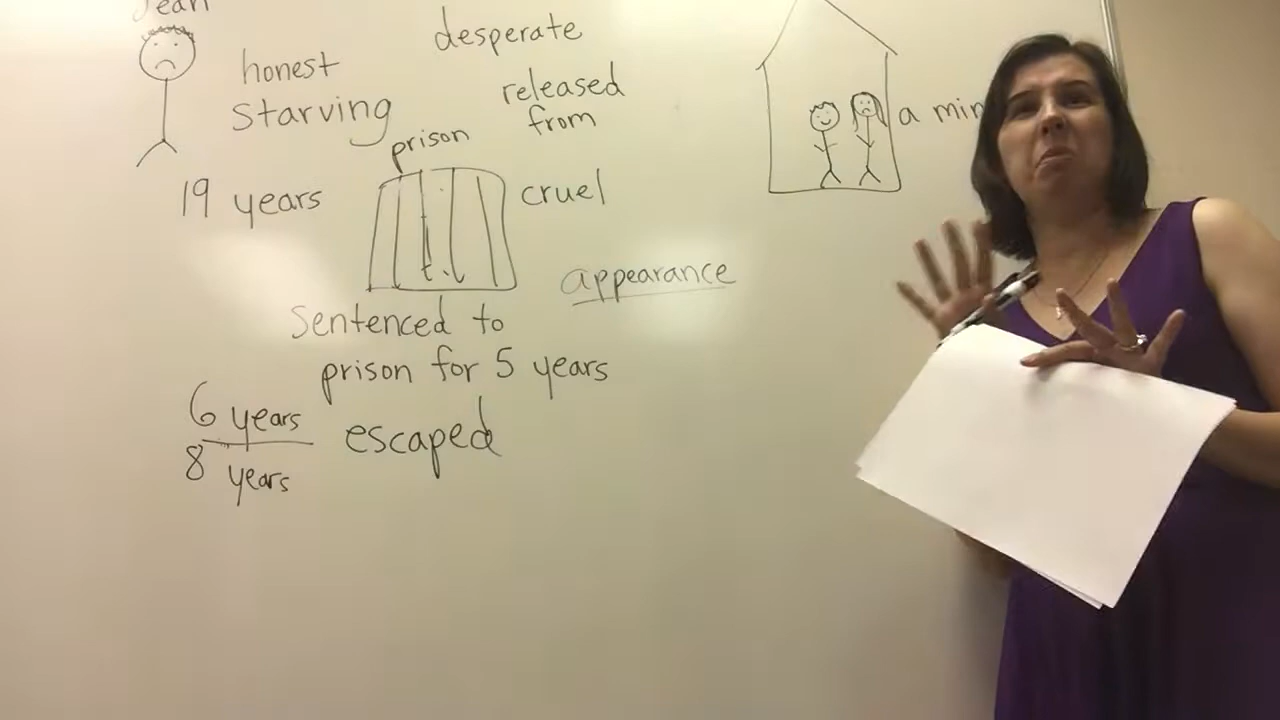 Jean
honest
starving
desperate
released
from
prison
19 years
cruel
appearance
Sentenced to
prison for 5 years
6 years
8 years
escaped
a min